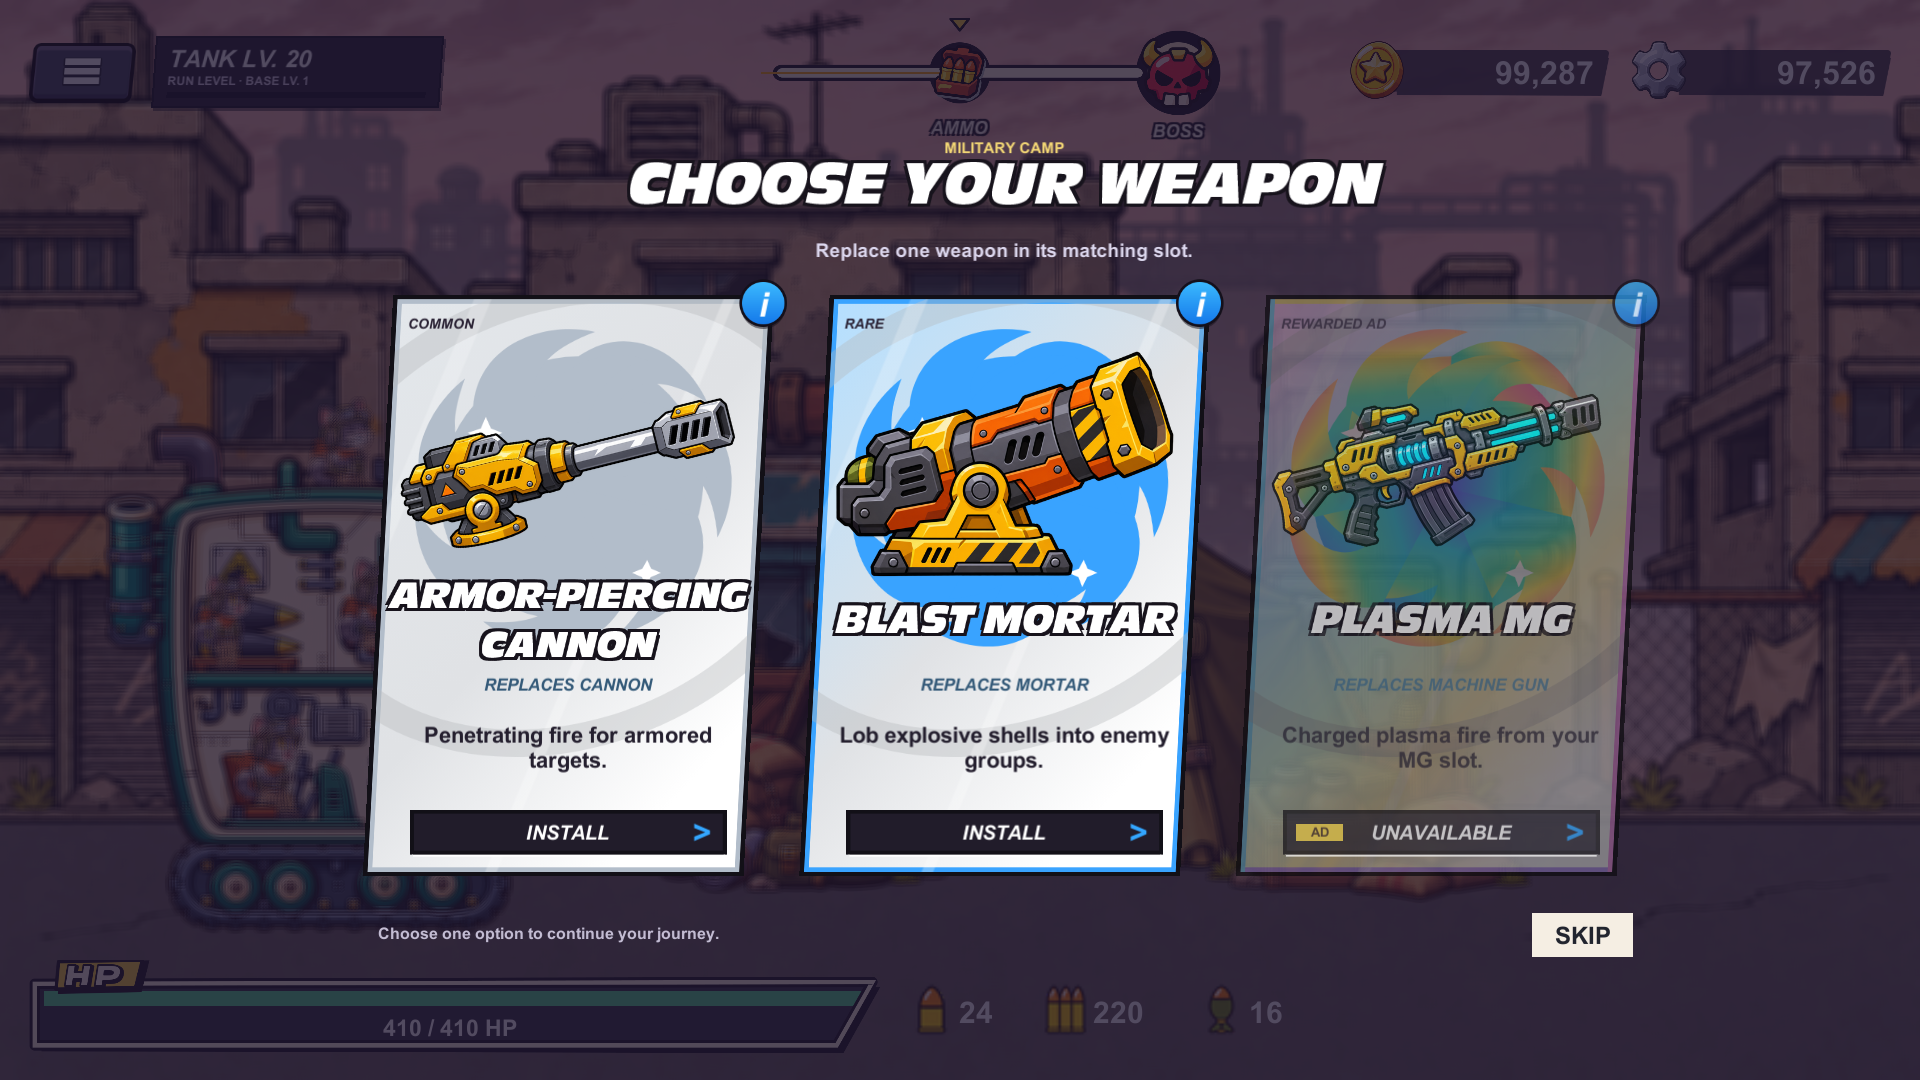 TANK LV. 20
RUN LEVEL · BASE LV. 1
AMMO
BOSS
99,287
97,526
MILITARY CAMP
CHOOSE YOUR WEAPON
Replace one weapon in its matching slot.
COMMON
i
ARMOR-PIERCING
CANNON
REPLACES CANNON
Penetrating fire for armored
targets.
INSTALL >
RARE
i
BLAST MORTAR
REPLACES MORTAR
Lob explosive shells into enemy
groups.
INSTALL >
REWARDED AD
i
PLASMA MG
REPLACES MACHINE GUN
Charged plasma fire from your
MG slot.
AD UNAVAILABLE >
Choose one option to continue your journey.
SKIP
HP
410 / 410 HP
24
220
16